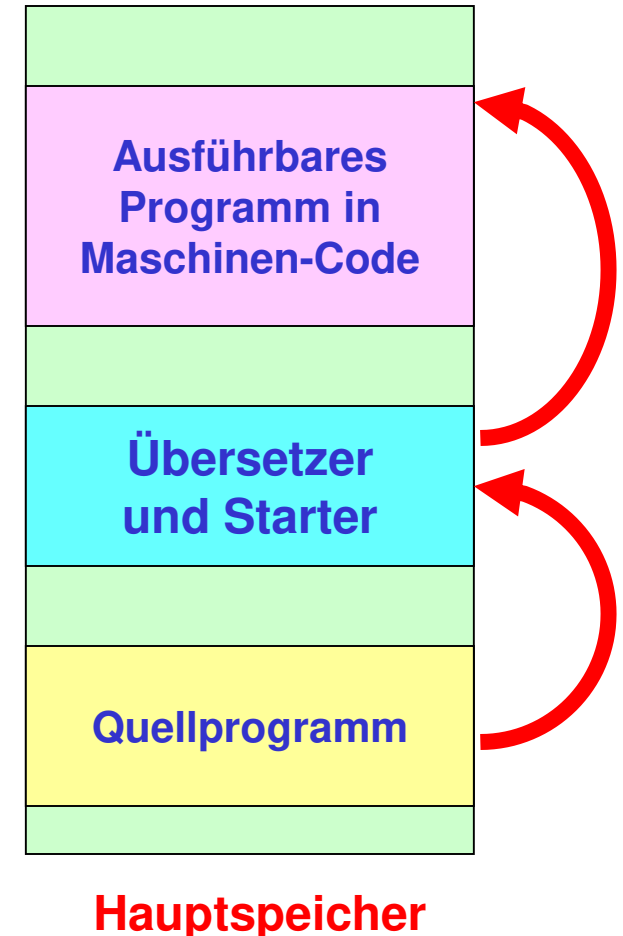 Ausführbares
Programm in
Maschinen-Code
Übersetzer
und Starter
Quellprogramm
Hauptspeicher